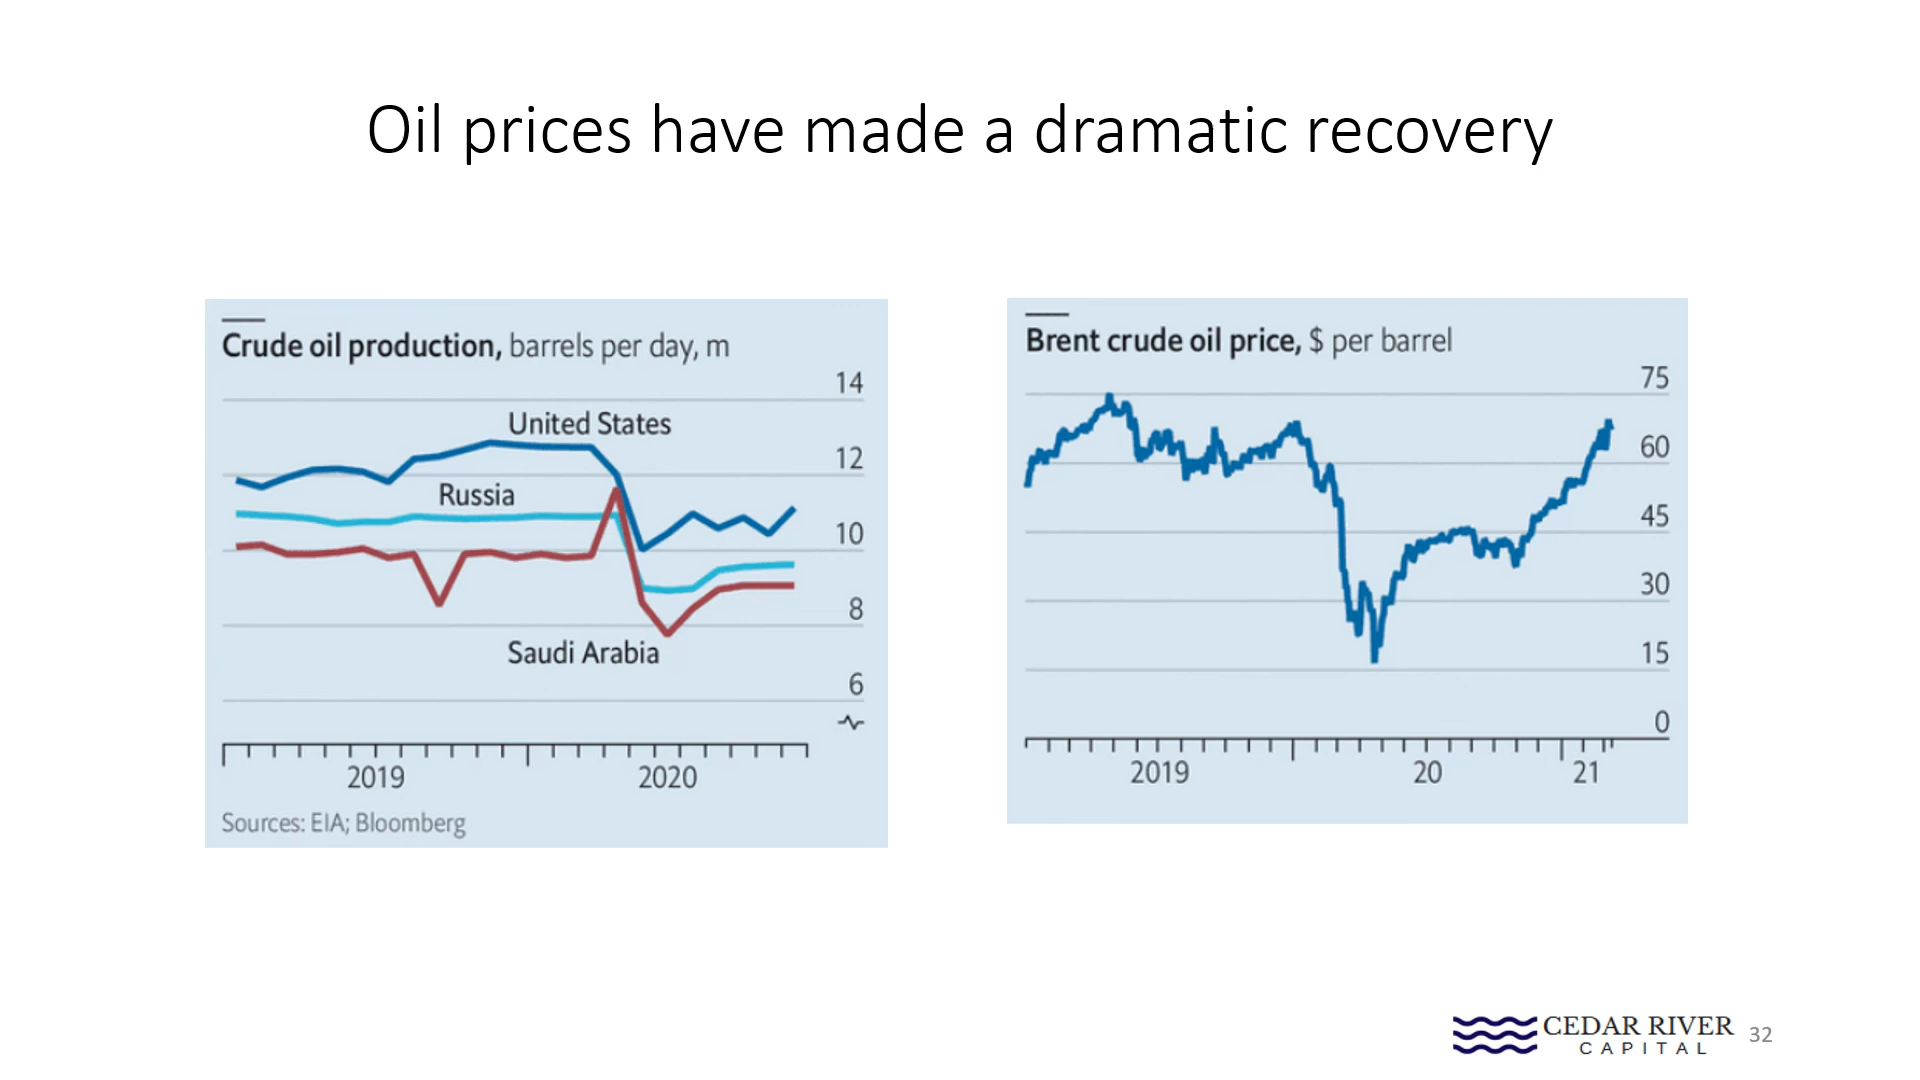 Oil prices have made a dramatic recovery
Crude oil production, barrels per day, m
14
United States
12
Russia
10
8
Saudi Arabia
6
2019 2020
Sources: EIA; Bloomberg
Brent crude oil price, $ per barrel
75
60
45
30
15
0
2019 20 21
CEDAR RIVER
CAPITAL
32